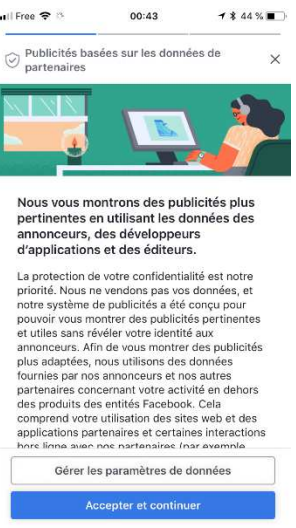 Free 00:43 44 %
Publicités basées sur les données de
partenaires
Nous vous montrons des publicités plus
pertinentes en utilisant les données des
annonceurs, des développeurs
d'applications et des éditeurs.
La protection de votre confidentialité est notre
priorité. Nous ne vendons pas vos données, et
notre système de publicités a été conçu pour
pouvoir vous montrer des publicités pertinentes
et utiles sans révéler votre identité aux
annonceurs. Afin de vous montrer des publicités
plus adaptées, nous utilisons des données
fournies par nos annonceurs et nos autres
partenaires concernant votre activité en dehors
des produits des entités Facebook. Cela
comprend votre utilisation des sites web et des
applications partenaires et certaines interactions
hors ligne avec nos partenaires (par exemple
Gérer les paramètres de données
Accepter et continuer